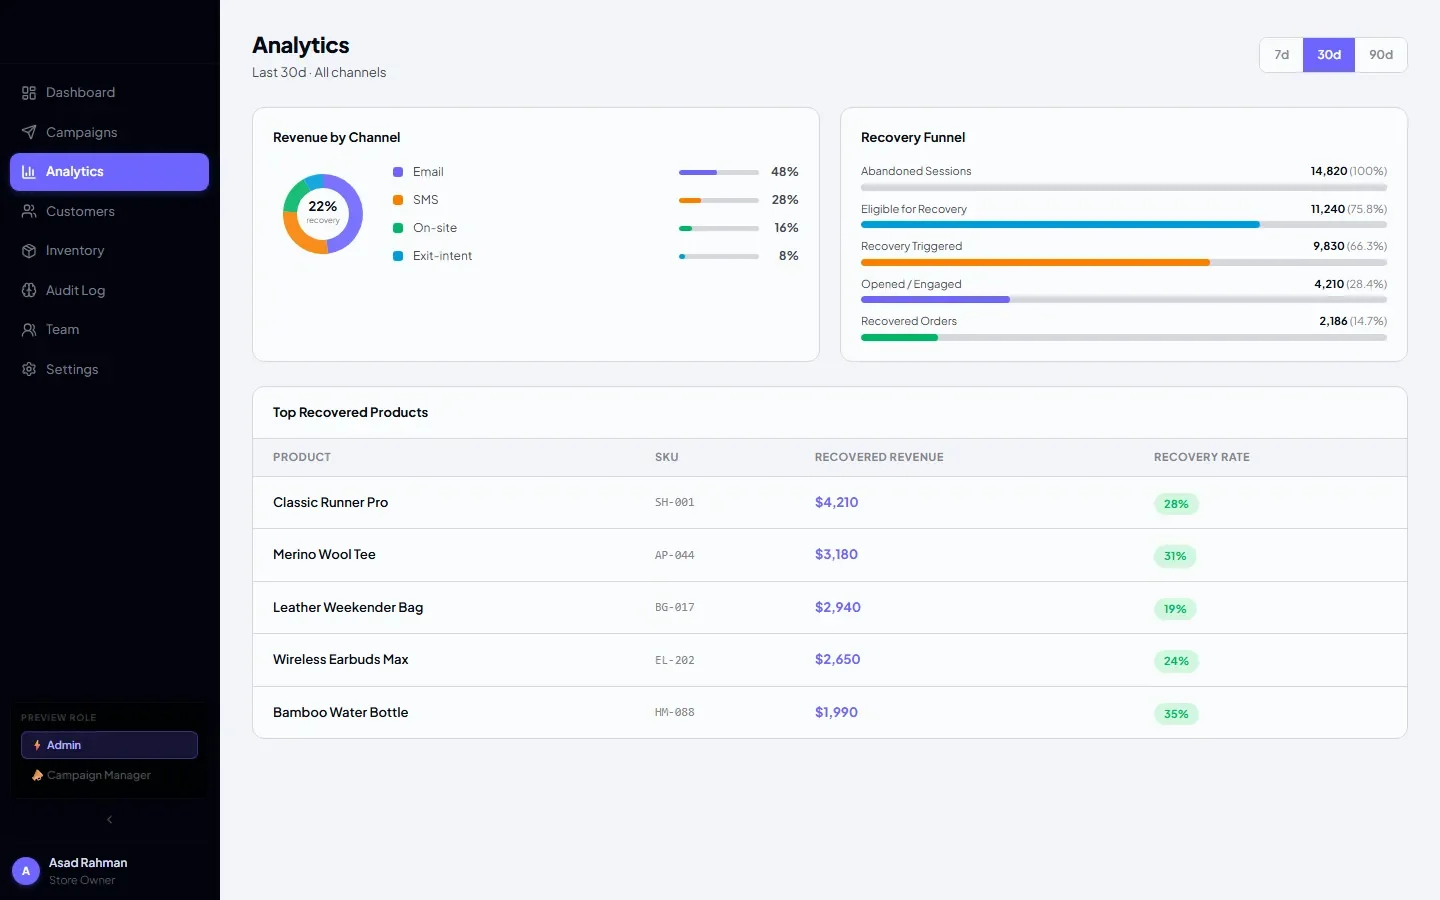 Dashboard
Campaigns
Analytics
Customers
Inventory
Audit Log
Team
Settings
PREVIEW ROLE
Admin
Campaign Manager
A
Asad Rahman
Store Owner
Analytics
Last 30d · All channels
7d 30d 90d
Revenue by Channel
22%
recovery
Email 48%
SMS 28%
On-site 16%
Exit-intent 8%
Recovery Funnel
Abandoned Sessions 14,820 (100%)
Eligible for Recovery 11,240 (75.8%)
Recovery Triggered 9,830 (66.3%)
Opened / Engaged 4,210 (28.4%)
Recovered Orders 2,186 (14.7%)
Top Recovered Products
PRODUCT SKU RECOVERED REVENUE RECOVERY RATE
Classic Runner Pro SH-001 $4,210 28%
Merino Wool Tee AP-044 $3,180 31%
Leather Weekender Bag BG-017 $2,940 19%
Wireless Earbuds Max EL-202 $2,650 24%
Bamboo Water Bottle HM-088 $1,990 35%